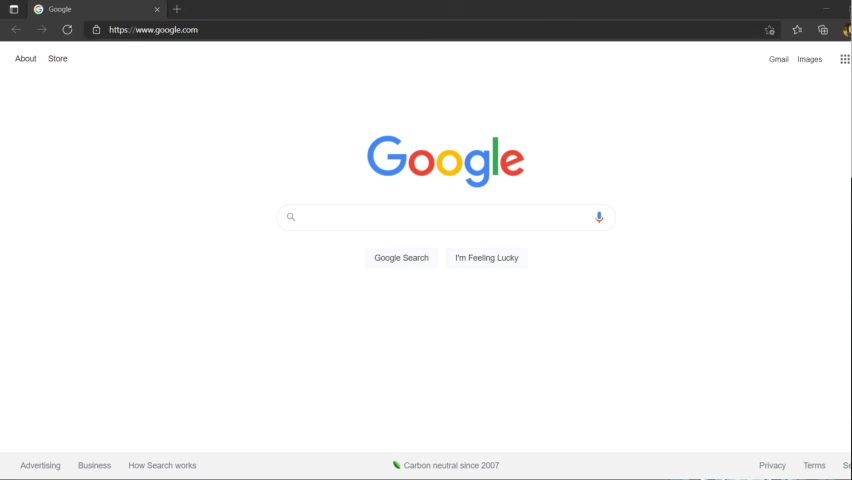 Google
https://www.google.com
About Store Gmail Images
Google
Google Search I'm Feeling Lucky
Advertising Business How Search works Carbon neutral since 2007 Privacy Terms